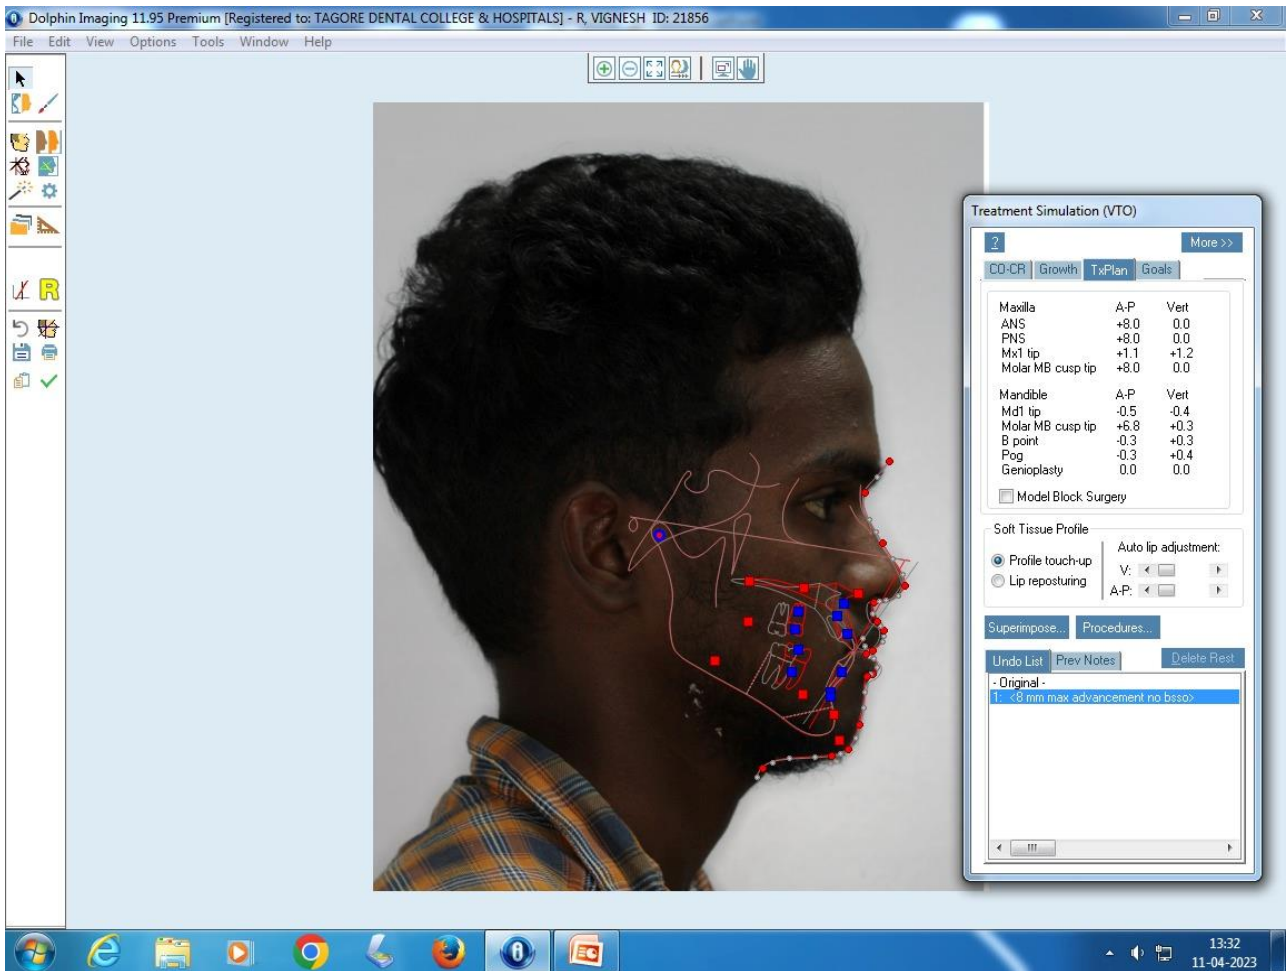 Dolphin Imaging 11.95 Premium [Registered to: TAGORE DENTAL COLLEGE & HOSPITALS] - R, VIGNESH ID: 21856
File Edit View Options Tools Window Help
Treatment Simulation (VTO)
? More >>
CO-CR Growth TxPlan Goals
Maxilla A-P Vert
ANS +8.0 0.0
PNS +8.0 0.0
Mx1 tip +1.1 +1.2
Molar MB cusp tip +8.0 0.0
Mandible A-P Vert
Md1 tip -0.5 -0.4
Molar MB cusp tip +6.8 +0.3
B point -0.3 +0.3
Pog -0.3 +0.4
Genioplasty 0.0 0.0
Model Block Surgery
Soft Tissue Profile
Profile touch-up
Lip reposturing
Auto lip adjustment:
V:
A-P:
Superimpose... Procedures...
Undo List Prev Notes Delete Rest
- Original -
1: <8 mm max advancement no bsso>
R
13:32
11-04-2023